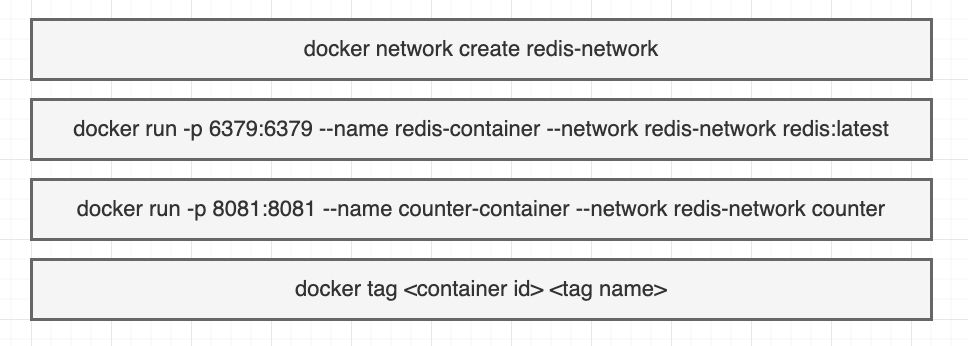 docker network create redis-network
docker run -p 6379:6379 --name redis-container --network redis-network redis:latest
docker run -p 8081:8081 --name counter-container --network redis-network counter
docker tag <container id> <tag name>